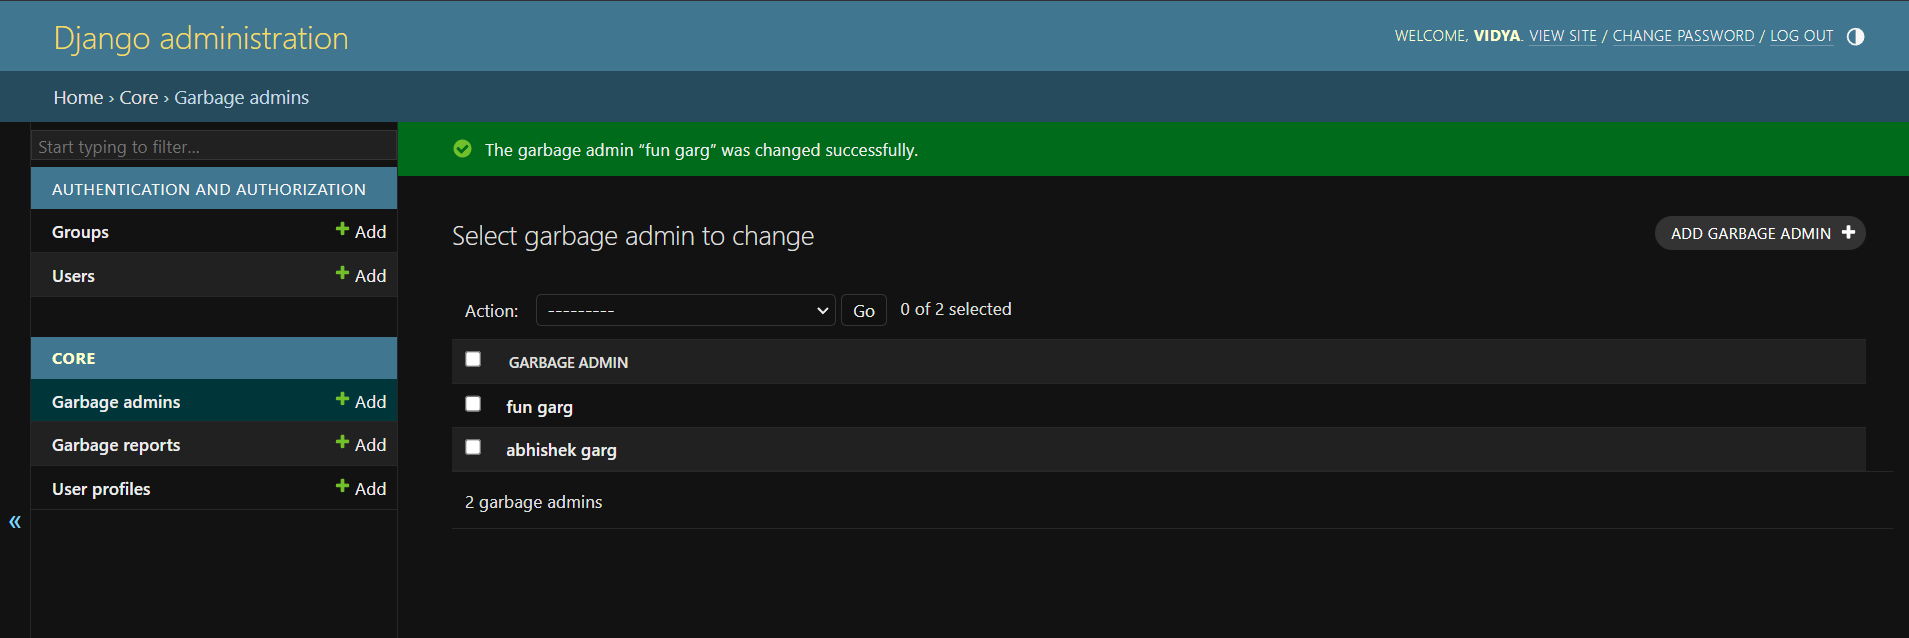 Django administration
WELCOME, VIDYA. VIEW SITE / CHANGE PASSWORD / LOG OUT
Home › Core › Garbage admins
Start typing to filter...
AUTHENTICATION AND AUTHORIZATION
Groups
Add
Users
Add
CORE
Garbage admins
Add
Garbage reports
Add
User profiles
Add
«
The garbage admin “fun garg” was changed successfully.
Select garbage admin to change
ADD GARBAGE ADMIN
Action: --------- Go 0 of 2 selected
GARBAGE ADMIN
fun garg
abhishek garg
2 garbage admins